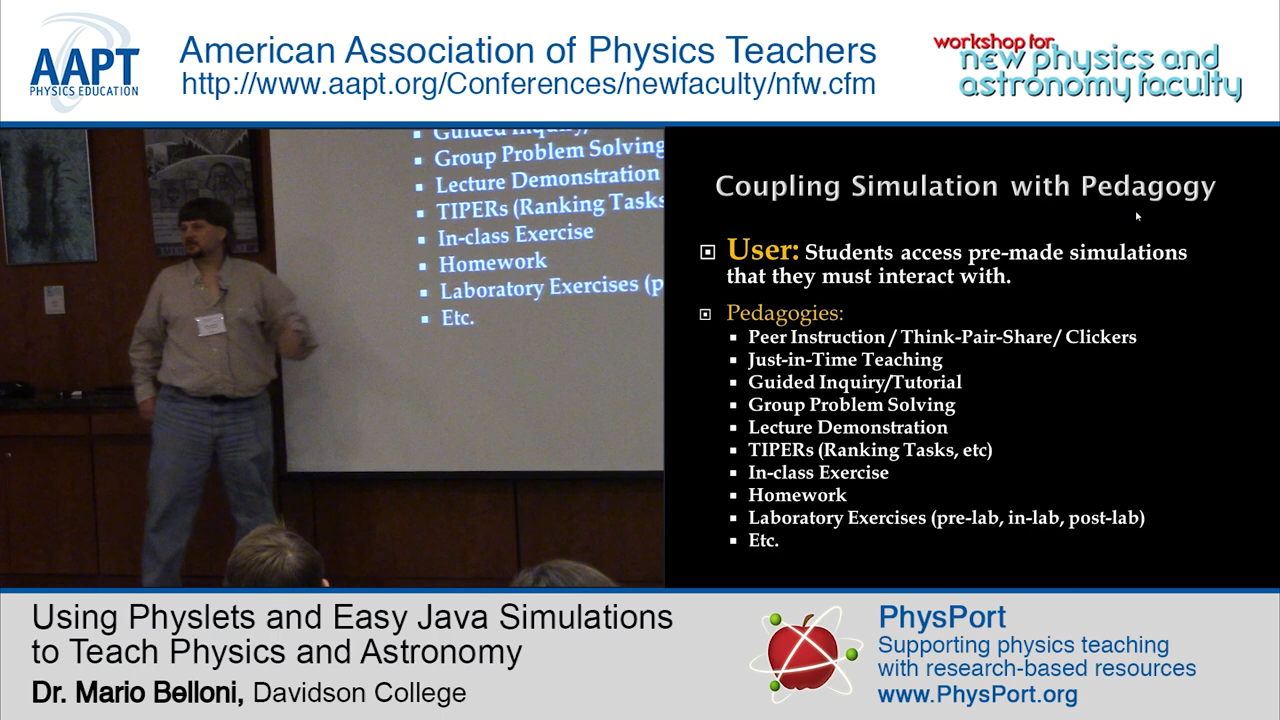 AAPT
PHYSICS EDUCATION
American Association of Physics Teachers
http://www.aapt.org/Conferences/newfaculty/nfw.cfm
workshop for
new physics and
astronomy faculty
Guided Inquiry/
Group Problem Solving
Lecture Demonstration
TIPERs (Ranking Tasks
In-class Exercise
Homework
Laboratory Exercises (p
Etc.
Coupling Simulation with Pedagogy
User: Students access pre-made simulations
that they must interact with.
Pedagogies:
Peer Instruction / Think-Pair-Share/ Clickers
Just-in-Time Teaching
Guided Inquiry/Tutorial
Group Problem Solving
Lecture Demonstration
TIPERs (Ranking Tasks, etc)
In-class Exercise
Homework
Laboratory Exercises (pre-lab, in-lab, post-lab)
Etc.
Using Physlets and Easy Java Simulations
to Teach Physics and Astronomy
Dr. Mario Belloni, Davidson College
PhysPort
Supporting physics teaching
with research-based resources
www.PhysPort.org